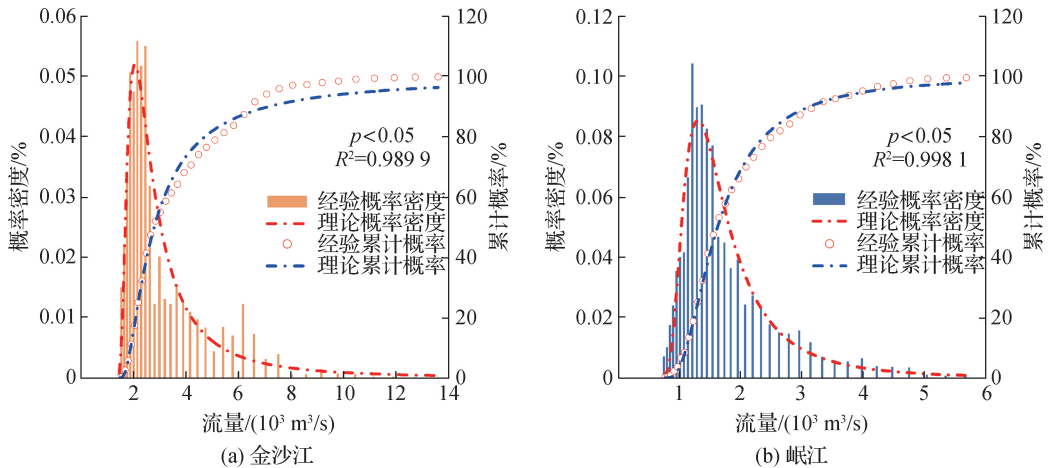 0.06
0.05
0.04
0.03
0.02
0.01
0
概率密度/%
120
100
80
60
40
20
0
累计概率/%
p<0.05
R²=0.989 9
经验概率密度
理论概率密度
经验累计概率
理论累计概率
2 4 6 8 10 12 14
流量/(10³ m³/s)
(a) 金沙江
0.12
0.10
0.08
0.06
0.04
0.02
0
概率密度/%
120
100
80
60
40
20
0
累计概率/%
p<0.05
R²=0.998 1
经验概率密度
理论概率密度
经验累计概率
理论累计概率
1 2 3 4 5 6
流量/(10³ m³/s)
(b) 岷江